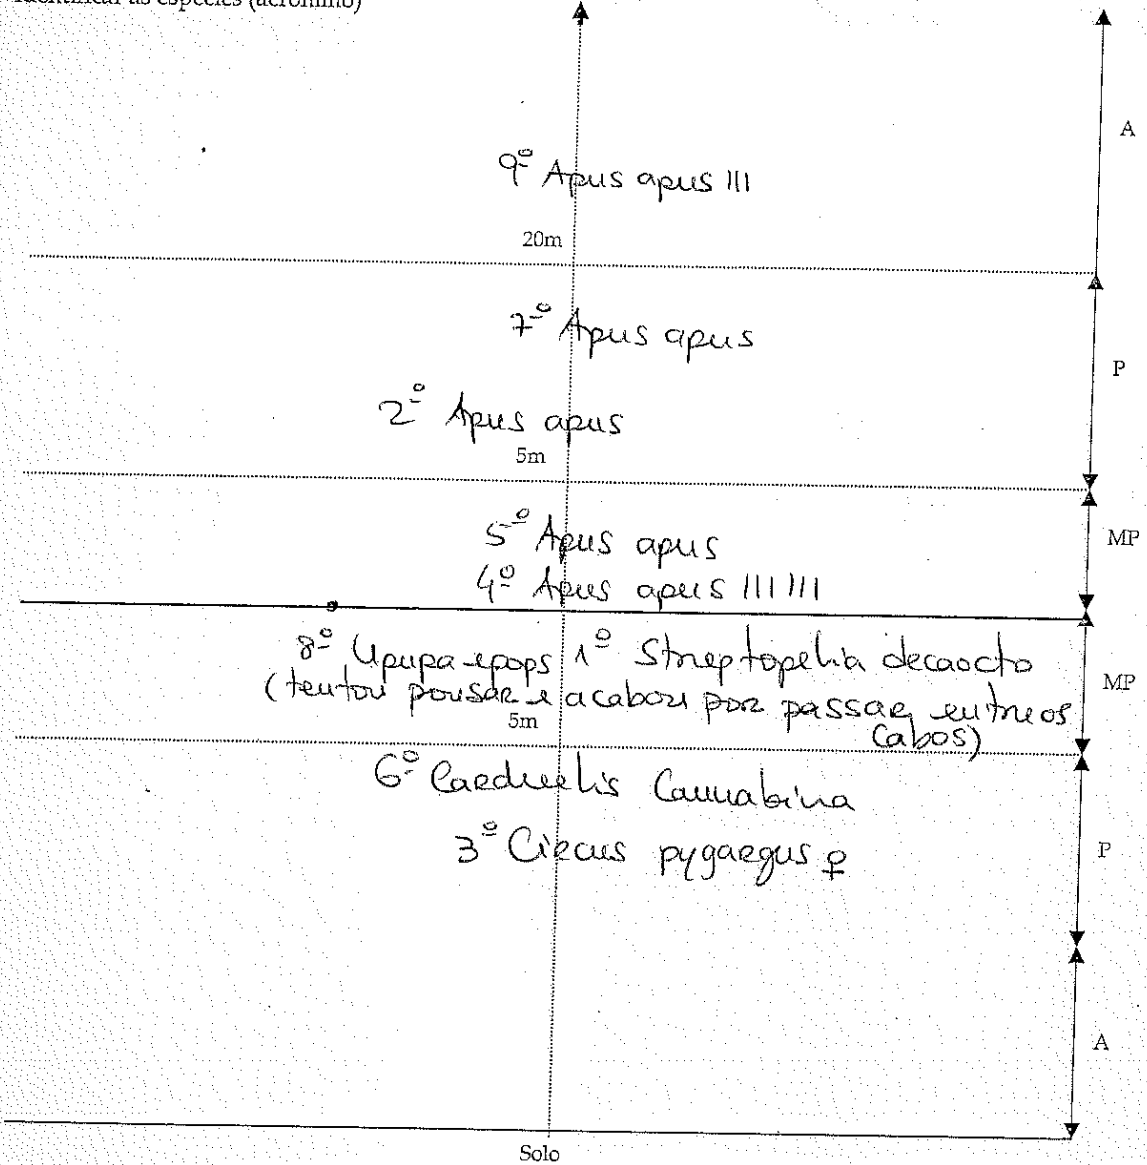 Identificar as espécies (acrónimo)
A
9º Apus apus III
20m
7º Apus apus
P
2º Apus apus
5m
5º Apus apus
MP
4º Apus apus III III
8º Upupa epops 1º Streptopelia decaocto
(tentou pousar e acabou por passar entre os
MP
5m
cabos)
6º Carduelis Cannabina
3º Circus pygargus ♀
P
A
Solo